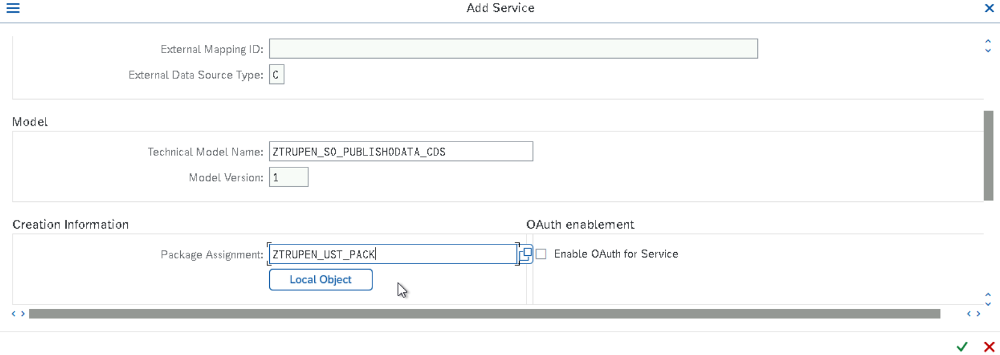 Add Service
External Mapping ID:
External Data Source Type: C
Model
Technical Model Name: ZTRUPEN_SO_PUBLISHODATA_CDS
Model Version: 1
Creation Information
OAuth enablement
Package Assignment: ZTRUPEN_UST_PACK
Enable OAuth for Service
Local Object